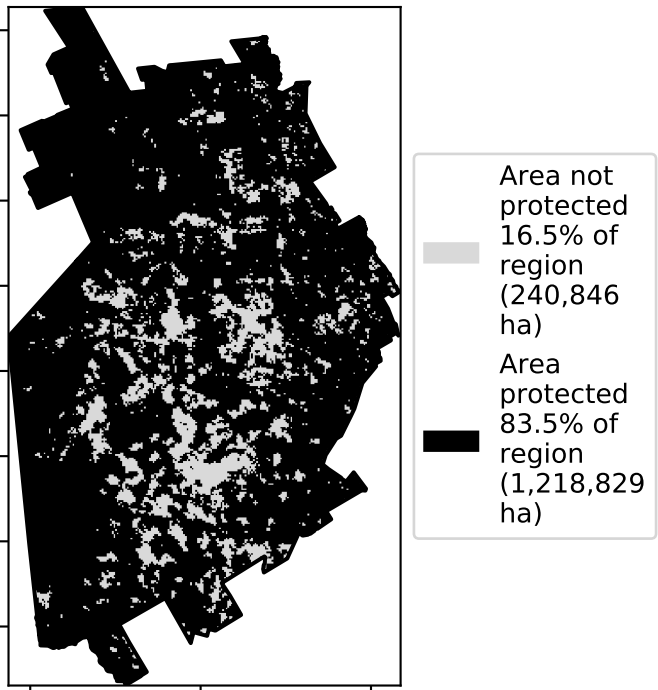 Area not
protected
16.5% of
region
(240,846
ha)
Area
protected
83.5% of
region
(1,218,829
ha)